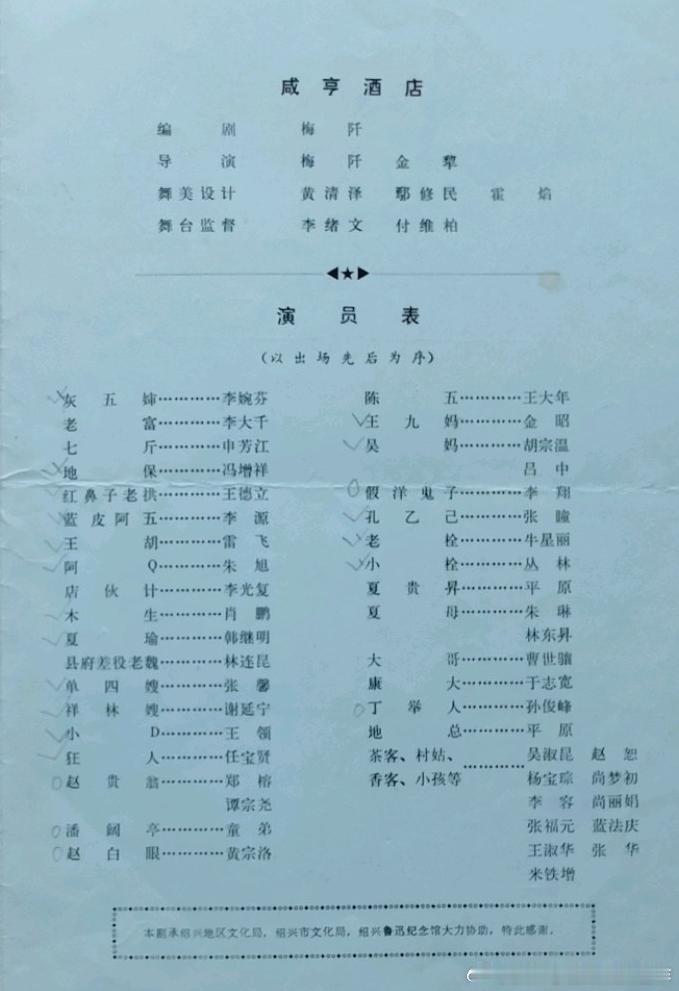 咸亨酒店
编剧 梅阡
导演 梅阡 金犂
舞美设计 黄清泽 鄢修民 霍焰
舞台监督 李绪文 付维柏
◀★▶
演员表
(以出场先后为序)
灰五婶…………李婉芬
老富…………李大千
七斤…………申芳江
地保…………冯增祥
红鼻子老拱…………王德立
蓝皮阿五…………李源
王胡…………雷飞
阿Q…………朱旭
店伙计…………李光复
木生…………肖鹏
夏瑜…………韩继明
县府差役老魏…………林连昆
单四嫂…………张馨
祥林嫂…………谢延宁
小D…………王领
狂人…………任宝贤
赵贵翁…………郑榕
谭宗尧
潘阔亭…………童弟
赵白眼…………黄宗洛
陈五…………王大年
王九妈…………金昭
吴妈…………胡宗温
吕中
假洋鬼子…………李翔
孔乙己…………张瞳
老栓…………牛星丽
小栓…………丛林
夏贵昇…………平原
夏母…………朱琳
林东昇
大哥…………曹世骧
康大…………于志宽
丁举人…………孙俊峰
地总…………平原
茶客、村姑、
香客、小孩等…………
吴淑昆 赵恕
杨宝琮 尚梦初
李容 尚丽娟
张福元 蓝法庆
王淑华 张华
米铁增
本剧承绍兴地区文化局,绍兴市文化局,绍兴鲁迅纪念馆大力协助,特此感谢.